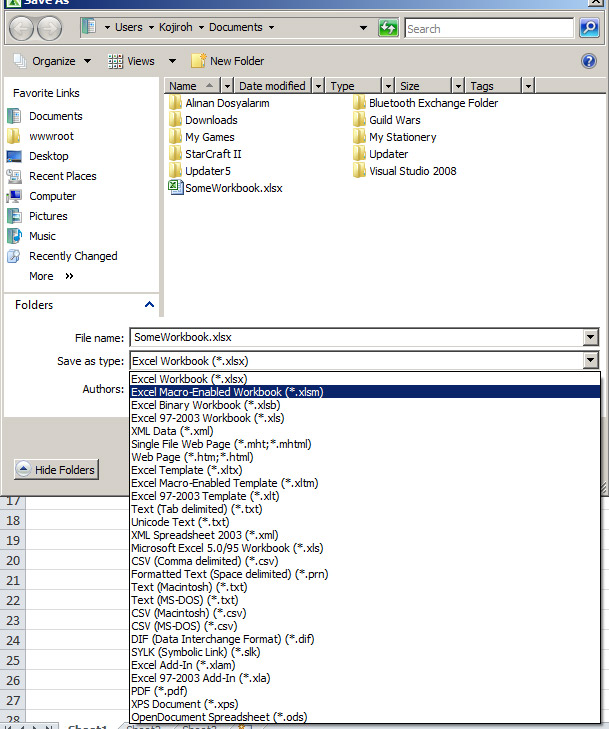 Save As
Users
Kojiroh
Documents
Search
Organize
Views
New Folder
Favorite Links
Documents
wwwroot
Desktop
Recent Places
Computer
Pictures
Music
Recently Changed
More »
Folders
Name Date modified Type Size Tags
Alınan Dosyalarım Bluetooth Exchange Folder
Downloads Guild Wars
My Games My Stationery
StarCraft II Updater
Updater5 Visual Studio 2008
SomeWorkbook.xlsx
File name: SomeWorkbook.xlsx
Save as type: Excel Workbook (*.xlsx)
Authors:
Excel Workbook (*.xlsx)
Excel Macro-Enabled Workbook (*.xlsm)
Excel Binary Workbook (*.xlsb)
Excel 97-2003 Workbook (*.xls)
XML Data (*.xml)
Single File Web Page (*.mht;*.mhtml)
Web Page (*.htm;*.html)
Excel Template (*.xltx)
Excel Macro-Enabled Template (*.xltm)
Excel 97-2003 Template (*.xlt)
Text (Tab delimited) (*.txt)
Unicode Text (*.txt)
XML Spreadsheet 2003 (*.xml)
Microsoft Excel 5.0/95 Workbook (*.xls)
CSV (Comma delimited) (*.csv)
Formatted Text (Space delimited) (*.prn)
Text (Macintosh) (*.txt)
Text (MS-DOS) (*.txt)
CSV (Macintosh) (*.csv)
CSV (MS-DOS) (*.csv)
DIF (Data Interchange Format) (*.dif)
SYLK (Symbolic Link) (*.slk)
Excel Add-In (*.xlam)
Excel 97-2003 Add-In (*.xla)
PDF (*.pdf)
XPS Document (*.xps)
OpenDocument Spreadsheet (*.ods)
Hide Folders
17
18
19
20
21
22
23
24
25
26
27
28
Sheet1 Sheet2 Sheet3